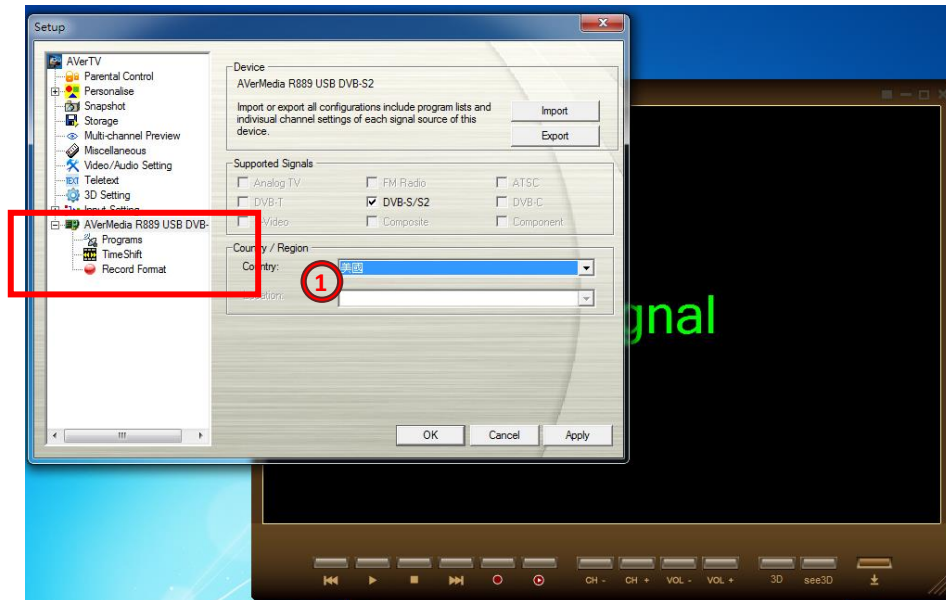 Setup
AVerTV
Parental Control
Personalise
Snapshot
Storage
Multi-channel Preview
Miscellaneous
Video/Audio Setting
TEXT Teletext
3D Setting
Input Setting
AVerMedia R889 USB DVB-
Programs
TimeShift
Record Format
Device
AVerMedia R889 USB DVB-S2
Import or export all configurations include program lists and
indivisual channel settings of each signal source of this
device.
Import
Export
Supported Signals
Analog TV
FM Radio
ATSC
DVB-T
DVB-S/S2
DVB-C
-Video
Composite
Component
Country / Region
Country:
美國
1
OK
Cancel
Apply
gnal
CH -
CH +
VOL -
VOL +
3D
see3D